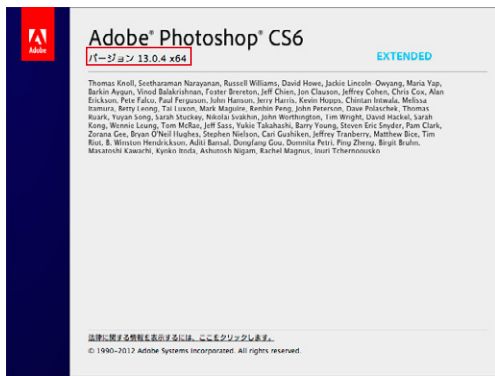 Adobe
Adobe® Photoshop® CS6
バージョン 13.0.4 x64
EXTENDED
Thomas Knoll, Seetharaman Narayanan, Russell Williams, David Howe, Jackie Lincoln-Owyang, Maria Yap,
Barkin Aygun, Vinod Balakrishnan, Foster Brereton, Jeff Chien, Jon Clauson, Jeffrey Cohen, Chris Cox, Alan
Erickson, Pete Falco, Paul Ferguson, John Hanson, Jerry Harris, Kevin Hopps, Chintan Intwala, Melissa
Itamura, Betty Leong, Tai Luxon, Mark Maguire, Renbin Peng, John Peterson, Dave Polaschek, Thomas
Ruark, Yuyan Song, Sarah Stuckey, Nikolai Svakhin, John Worthington, Tim Wright, David Hackel, Sarah
Kong, Wennie Leung, Tom McRae, Jeff Sass, Yukie Takahashi, Barry Young, Steven Eric Snyder, Pam Clark,
Zorana Gee, Bryan O'Neil Hughes, Stephen Nielson, Cari Gushiken, Jeffrey Tranberry, Matthew Bice, Tim
Riot, B. Winston Hendrickson, Aditi Bansal, Dongfang Gou, Domnita Petri, Ping Zheng, Birgit Bruhn,
Masatoshi Kawachi, Kyoko Itoda, Ashutosh Nigam, Rachel Magnus, Iouri Tchernoousko
法律に関する情報を表示するには、ここをクリックします。
© 1990–2012 Adobe Systems Incorporated. All rights reserved.